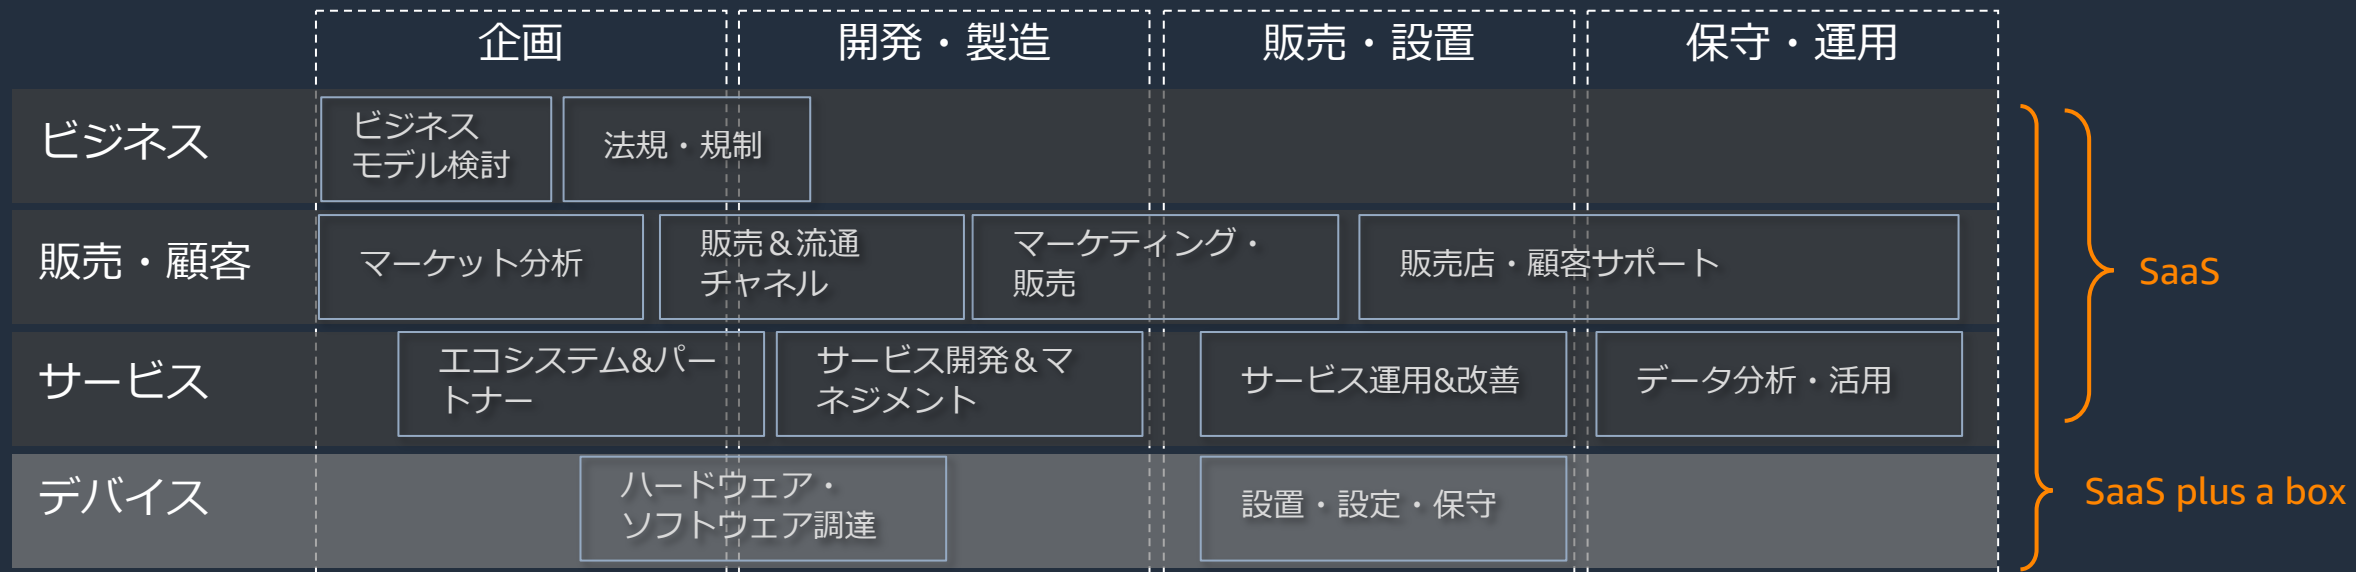 企画
開発・製造
販売・設置
保守・運用
ビジネス
ビジネス
モデル検討
法規・規制
販売・顧客
マーケット分析
販売＆流通
チャネル
マーケティング・
販売
販売店・顧客サポート
SaaS
サービス
エコシステム&パー
トナー
サービス開発＆マ
ネジメント
サービス運用&改善
データ分析・活用
デバイス
ハードウェア・
ソフトウェア調達
設置・設定・保守
SaaS plus a box